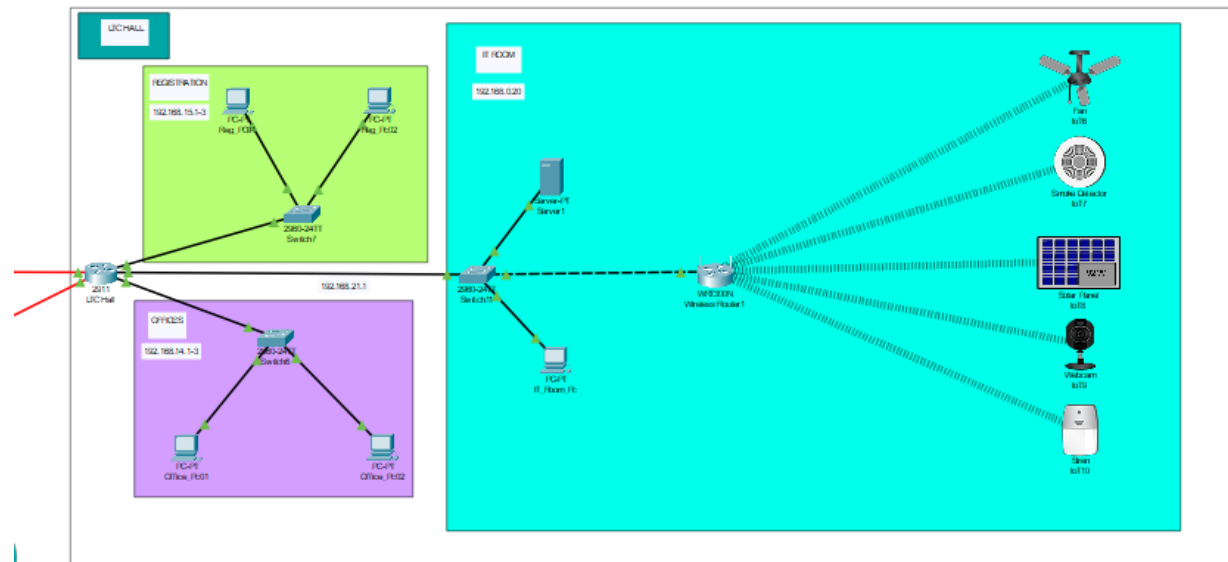 LTC HALL
REGISTRATION
192.168.15.1-3
PC-PT
PC-PT
Reg_Pc02
2960-24TT
Switch7
2911
LTC Hall
192.168.21.1
OFFICES
192.168.14.1-3
2960-24TT
Switch6
PC-PT
Office_Pc01
PC-PT
Office_Pc02
IT ROOM
192.168.0.20
Server-PT
Server1
2960-24TT
Switch11
PC-PT
IT_Room_Pc
WRT300N
Wireless Router1
Fan
IoT6
Smoke Detector
IoT7
Solar Panel
IoT8
Webcam
IoT9
Siren
IoT10